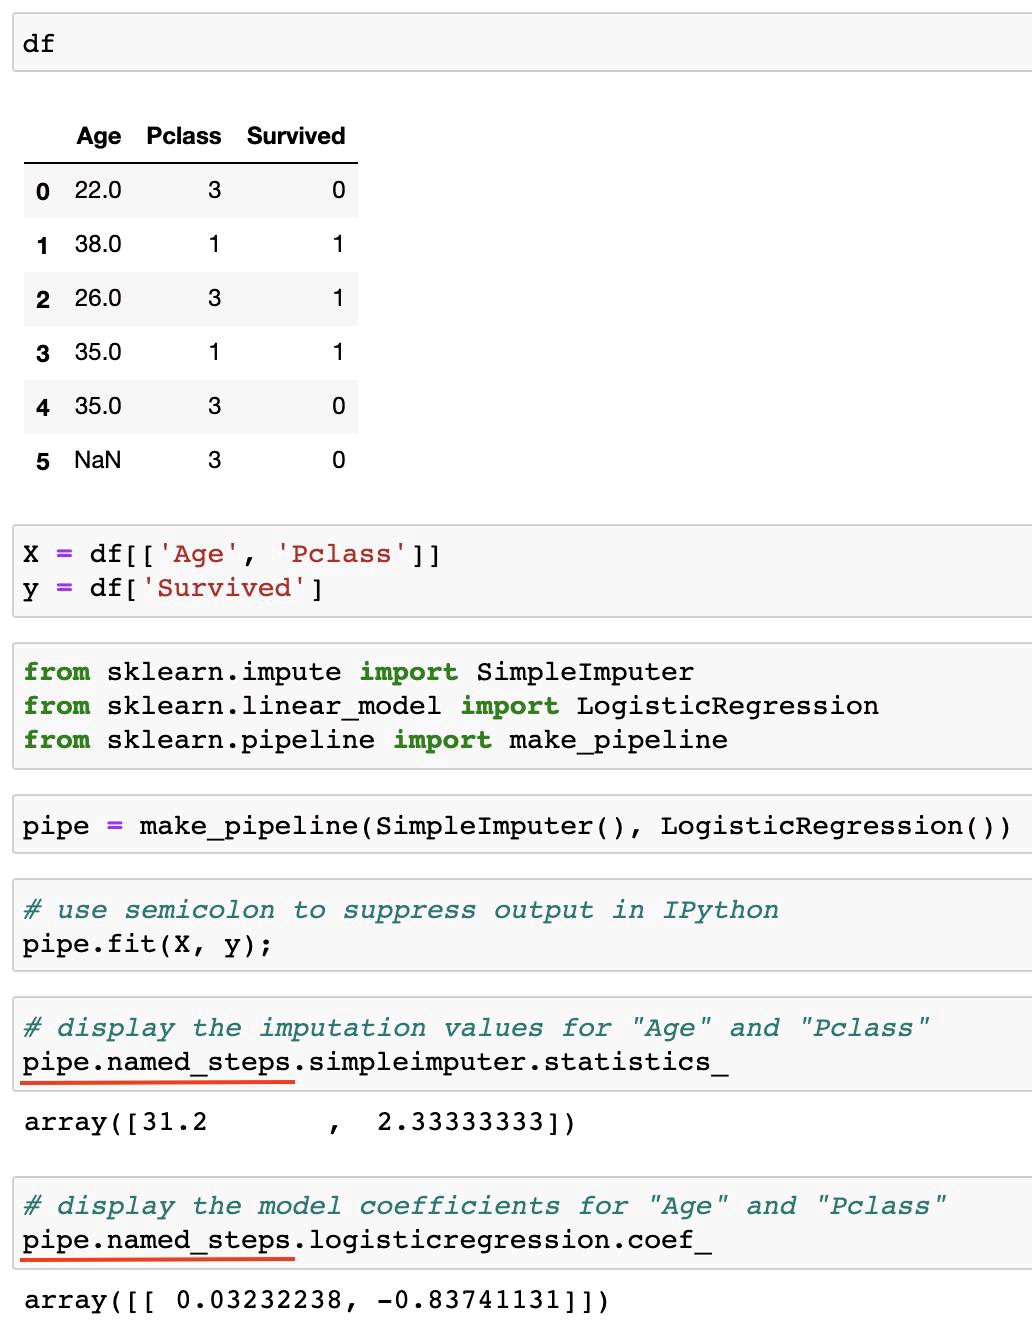 df
Age Pclass Survived
0 22.0 3 0
1 38.0 1 1
2 26.0 3 1
3 35.0 1 1
4 35.0 3 0
5 NaN 3 0
X = df[['Age', 'Pclass']]
y = df['Survived']
from sklearn.impute import SimpleImputer
from sklearn.linear_model import LogisticRegression
from sklearn.pipeline import make_pipeline
pipe = make_pipeline(SimpleImputer(), LogisticRegression())
# use semicolon to suppress output in IPython
pipe.fit(X, y);
# display the imputation values for "Age" and "Pclass"
pipe.named_steps.simpleimputer.statistics_
array([31.2       ,  2.33333333])
# display the model coefficients for "Age" and "Pclass"
pipe.named_steps.logisticregression.coef_
array([[ 0.03232238, -0.83741131]])